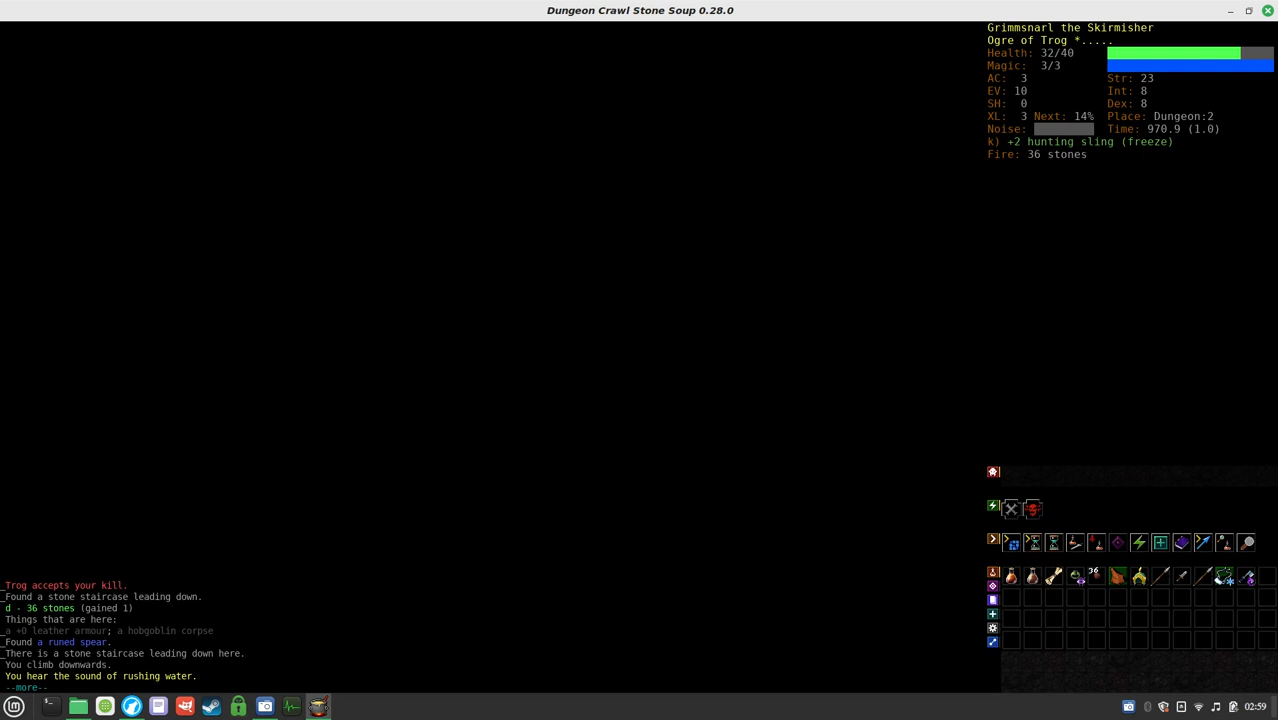 Dungeon Crawl Stone Soup 0.28.0
Grimmsnarl the Skirmisher
Ogre of Trog *.....
Health: 32/40
Magic: 3/3
AC: 3 Str: 23
EV: 10 Int: 8
SH: 0 Dex: 8
XL: 3 Next: 14% Place: Dungeon:2
Noise: Time: 970.9 (1.0)
k) +2 hunting sling (freeze)
Fire: 36 stones
36
_Trog accepts your kill.
_Found a stone staircase leading down.
d - 36 stones (gained 1)
Things that are here:
_a +0 leather armour; a hobgoblin corpse
_Found a runed spear.
_There is a stone staircase leading down here.
You climb downwards.
You hear the sound of rushing water.
--more--
02:59